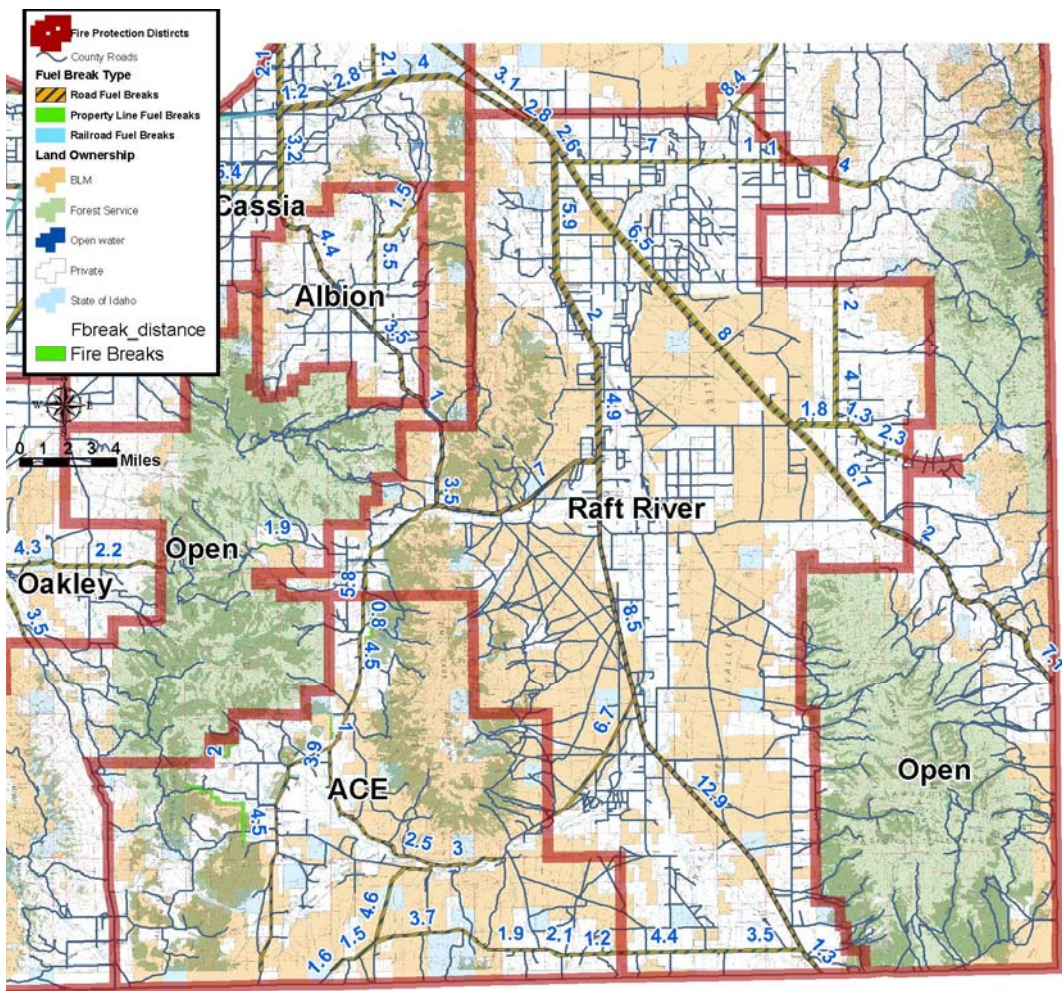 Fire Protection Distircts
County Roads
Fuel Break Type
Road Fuel Breaks
Property Line Fuel Breaks
Railroad Fuel Breaks
Land Ownership
BLM
Forest Service
Open water
Private
State of Idaho
Fbreak_distance
Fire Breaks
W E
0 1 2 3 4
Miles
2.1
1.2
2.8
2.1
4
3.1
2.8
2.6
8.4
3.2
7
1
1
4
5.4
1.5
Cassia
4.4
5.5
5.9
6.5
Albion
3.5
2
8
2
1
4.9
4
1.8
1.3
2.3
3.5
7
6.7
Raft River
1.9
2
4.3
2.2
Open
Oakley
3.5
5.8
0.8
4.5
8.5
7.1
2
3.9
1
6.7
ACE
Open
4.5
12.9
2.5
3
4.6
3.7
1.6
1.5
1.9
2.1
1.2
4.4
3.5
1.3